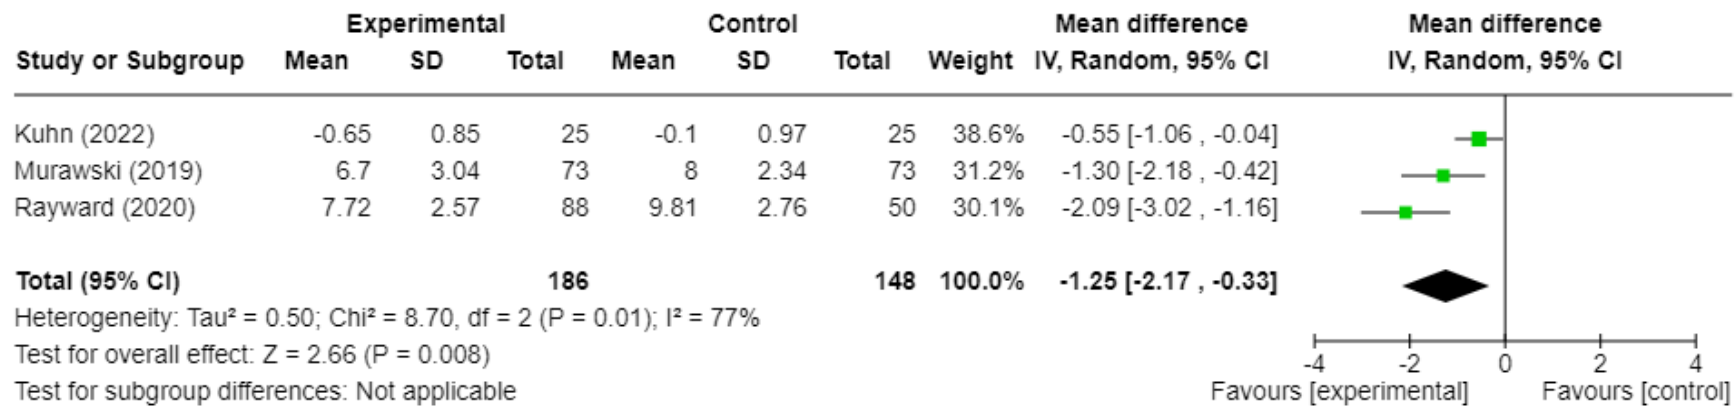 Experimental Control Mean difference Mean difference
Study or Subgroup Mean SD Total Mean SD Total Weight IV, Random, 95% CI IV, Random, 95% CI
Kuhn (2022) -0.65 0.85 25 -0.1 0.97 25 38.6% -0.55 [-1.06 , -0.04]
Murawski (2019) 6.7 3.04 73 8 2.34 73 31.2% -1.30 [-2.18 , -0.42]
Rayward (2020) 7.72 2.57 88 9.81 2.76 50 30.1% -2.09 [-3.02 , -1.16]
Total (95% CI) 186 148 100.0% -1.25 [-2.17 , -0.33]
Heterogeneity: Tau² = 0.50; Chi² = 8.70, df = 2 (P = 0.01); I² = 77%
Test for overall effect: Z = 2.66 (P = 0.008)
Test for subgroup differences: Not applicable
-4 -2 0 2 4
Favours [experimental] Favours [control]